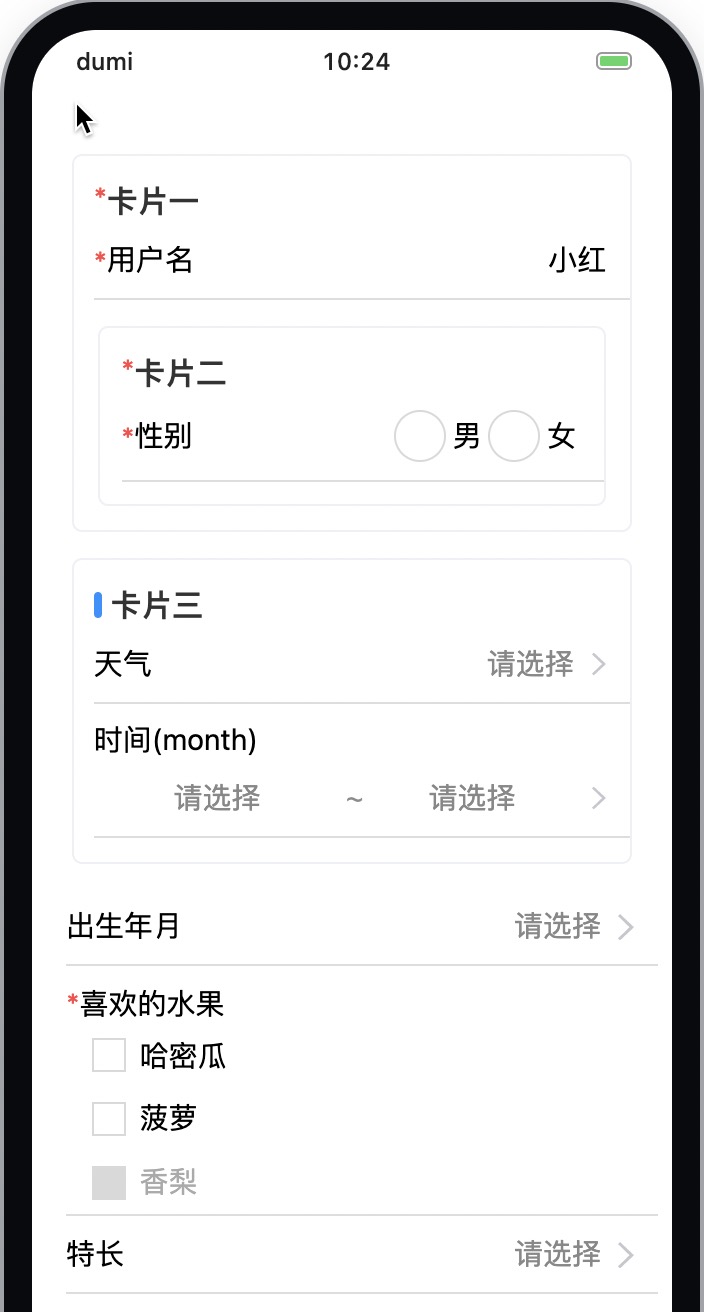 dumi 10:24
*卡片一
*用户名 小红
*卡片二
*性别 男 女
卡片三
天气 请选择
时间(month)
请选择 ~ 请选择
出生年月 请选择
*喜欢的水果
哈密瓜
菠萝
香梨
特长 请选择